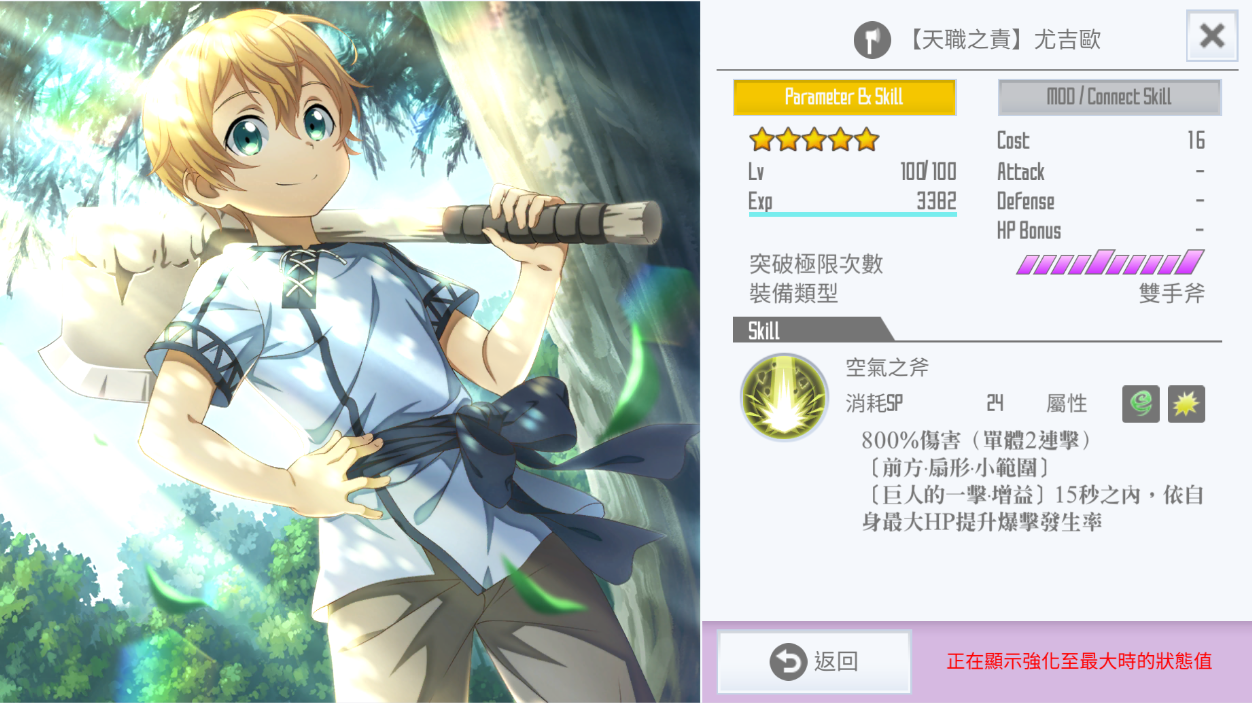 【天職之責】尤吉歐
Parameter & Skill
MOD / Connect Skill
Lv 100/100
Exp 3382
Cost 16
Attack -
Defense -
HP Bonus -
突破極限次數
裝備類型 雙手斧
Skill
空氣之斧
消耗SP 24 屬性
800%傷害（單體2連擊）
〔前方·扇形·小範圍〕
〔巨人的一擊·增益〕15秒之內，依自
身最大HP提升爆擊發生率
返回
正在顯示強化至最大時的狀態值